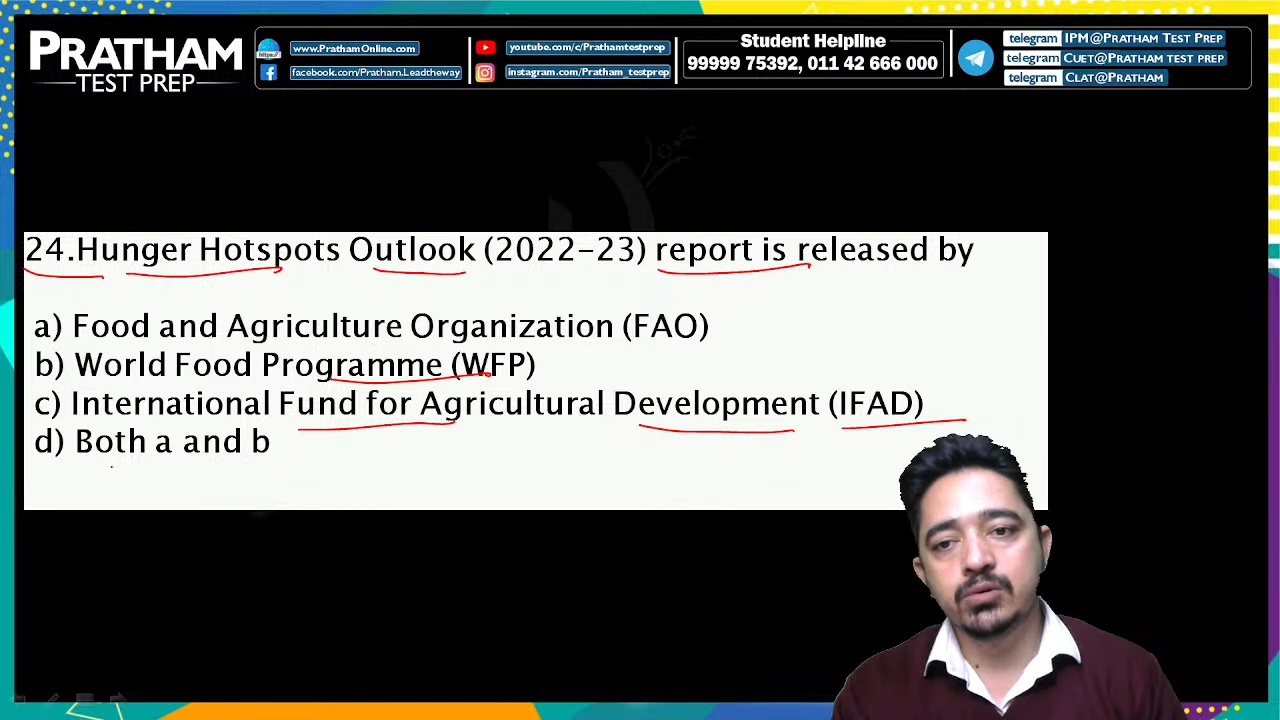 PRATHAM
TEST PREP
https://
www.PrathamOnline.com
facebook.com/Pratham.Leadtheway
youtube.com/c/Prathamtestprep
instagram.com/Pratham_testprep
Student Helpline
99999 75392, 011 42 666 000
telegram IPM@PRATHAM TEST PREP
telegram CUET@PRATHAM TEST PREP
telegram CLAT@PRATHAM
24.Hunger Hotspots Outlook (2022-23) report is released by
a) Food and Agriculture Organization (FAO)
b) World Food Programme (WFP)
c) International Fund for Agricultural Development (IFAD)
d) Both a and b